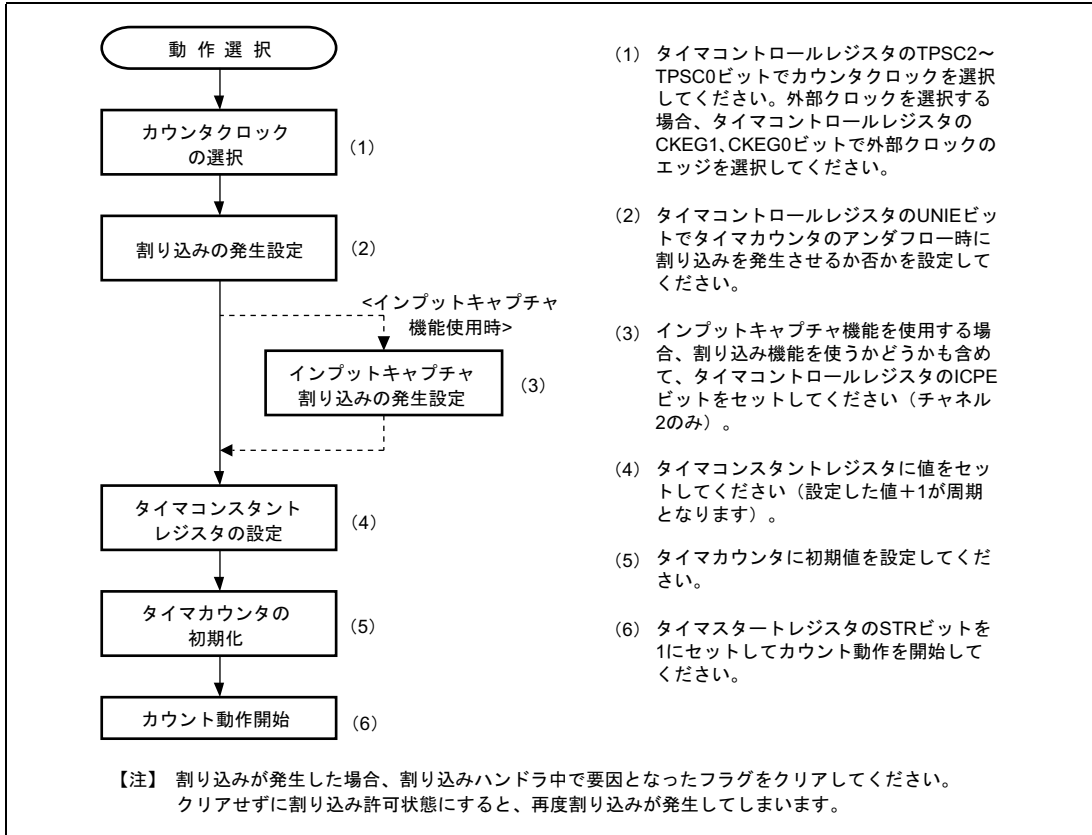 動 作 選 択
カウンタクロック
の選択
(1)
割り込みの発生設定
(2)
<インプットキャプチャ
機能使用時>
インプットキャプチャ
割り込みの発生設定
(3)
タイマコンスタント
レジスタの設定
(4)
タイマカウンタの
初期化
(5)
カウント動作開始
(6)
(1) タイマコントロールレジスタのTPSC2~
TPSC0ビットでカウンタクロックを選択
してください。外部クロックを選択する
場合、タイマコントロールレジスタの
CKEG1、CKEG0ビットで外部クロックの
エッジを選択してください。
(2) タイマコントロールレジスタのUNIEビッ
トでタイマカウンタのアンダフロー時に
割り込みを発生させるか否かを設定して
ください。
(3) インプットキャプチャ機能を使用する場
合、割り込み機能を使うかどうかも含め
て、タイマコントロールレジスタのICPE
ビットをセットしてください(チャネル
2のみ)。
(4) タイマコンスタントレジスタに値をセッ
トしてください(設定した値+1が周期
となります)。
(5) タイマカウンタに初期値を設定してくだ
さい。
(6) タイマスタートレジスタのSTRビットを
1にセットしてカウント動作を開始して
ください。
【注】 割り込みが発生した場合、割り込みハンドラ中で要因となったフラグをクリアしてください。
クリアせずに割り込み許可状態にすると、再度割り込みが発生してしまいます。